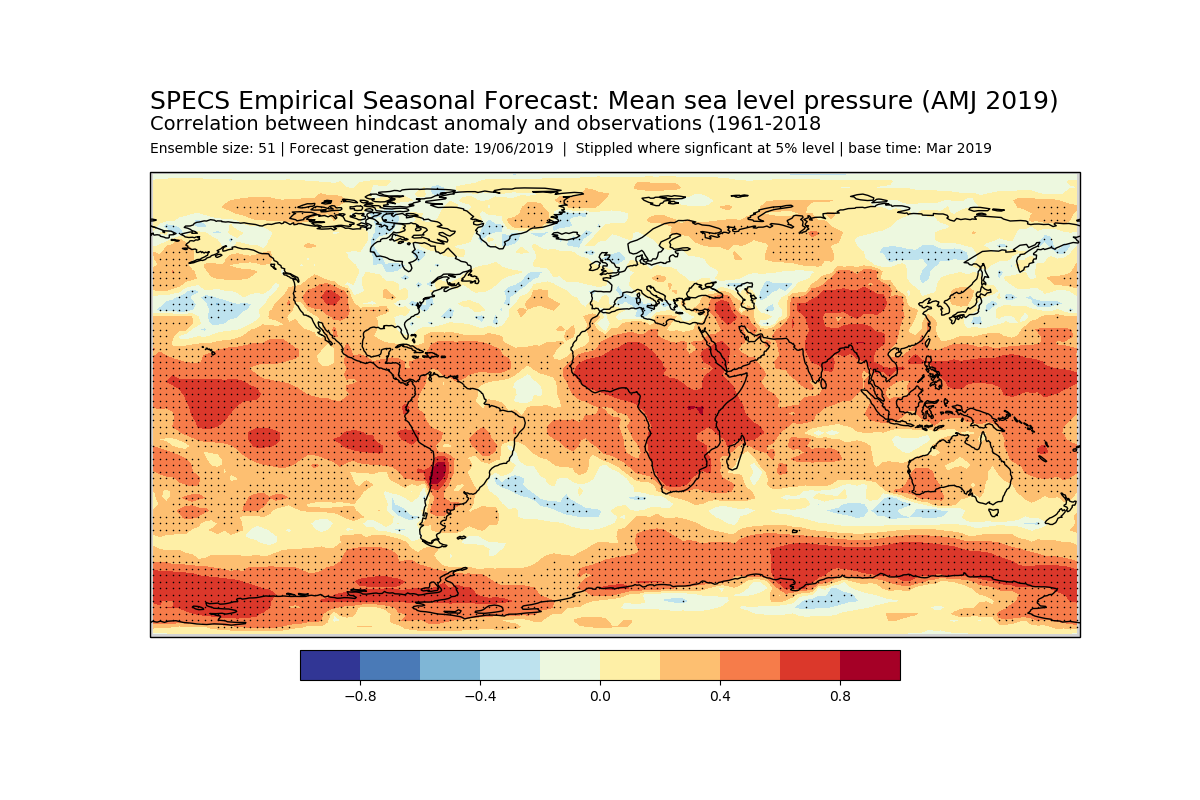 SPECS Empirical Seasonal Forecast: Mean sea level pressure (AMJ 2019)
Correlation between hindcast anomaly and observations (1961-2018
Ensemble size: 51 | Forecast generation date: 19/06/2019  |  Stippled where signficant at 5% level | base time: Mar 2019
−0.8 −0.4 0.0 0.4 0.8